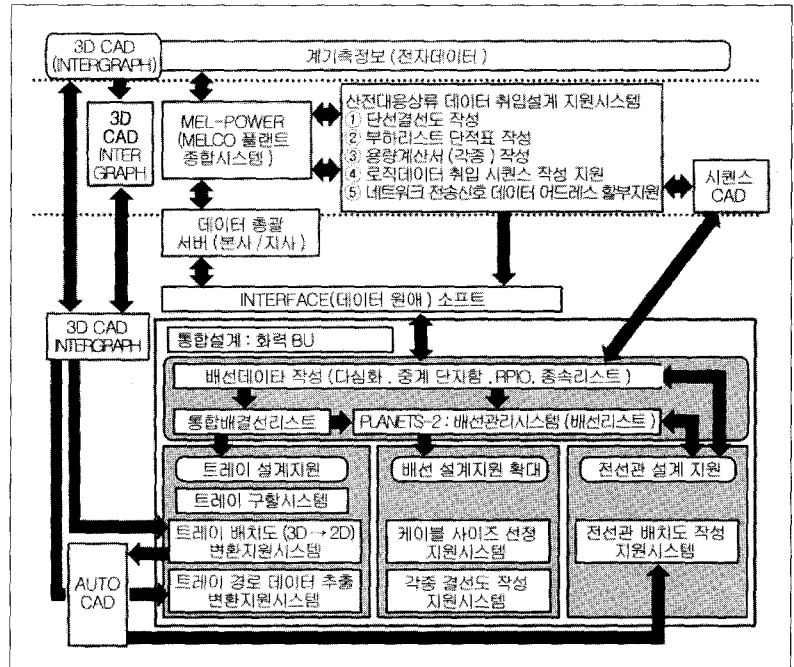 3D CAD
(INTERGRAPH)
계기측정보 (전자데이터)
3D
CAD
INTER
GRAPH
MEL-POWER
(MELCO 플랜트
종합시스템)
산전대응상류 데이터 취입설계 지원시스템
① 단선결선도 작성
② 부하리스트 단적표 작성
③ 용량계산서 (각종) 작성
④ 로직데이터 취입 시퀀스 작성 지원
⑤ 네트워크 전송신호 데이터 어드레스 할부지원
시퀀스
CAD
데이터 총괄
서버 (본사/지사)
INTERFACE(데이터 원애) 소프트
3D CAD
INTERGRAPH
통합설계 : 화력 BU
배선데이타 작성 (다심화, 중계 단자함, RPIO, 종속리스트)
통합배결선리스트
PLANETS-2 : 배선관리시스템 (배선리스트)
트레이 설계지원
배선 설계지원 확대
전선관 설계 지원
트레이 구할시스템
트레이 배치도 (3D→2D)
변환지원시스템
케이블 사이즈 선정
지원시스템
전선관 배치도 작성
지원시스템
AUTO
CAD
트레이 경로 데이터 추출
변환지원시스템
각종 결선도 작성
지원시스템